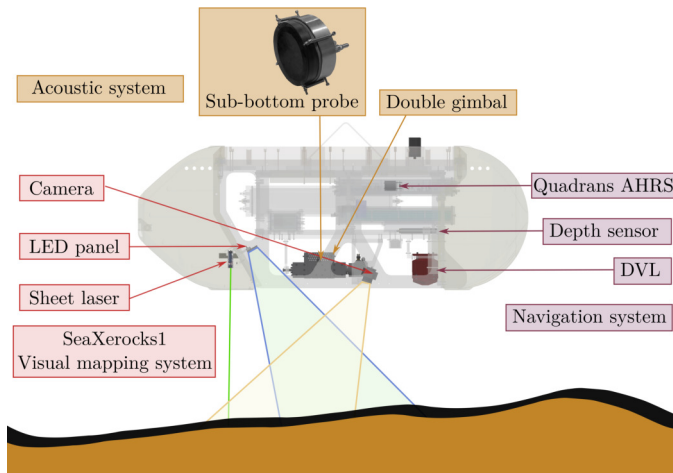 Acoustic system
Sub-bottom probe
Double gimbal
Camera
Quadrans AHRS
LED panel
Depth sensor
Sheet laser
DVL
SeaXerocks1
Visual mapping system
Navigation system